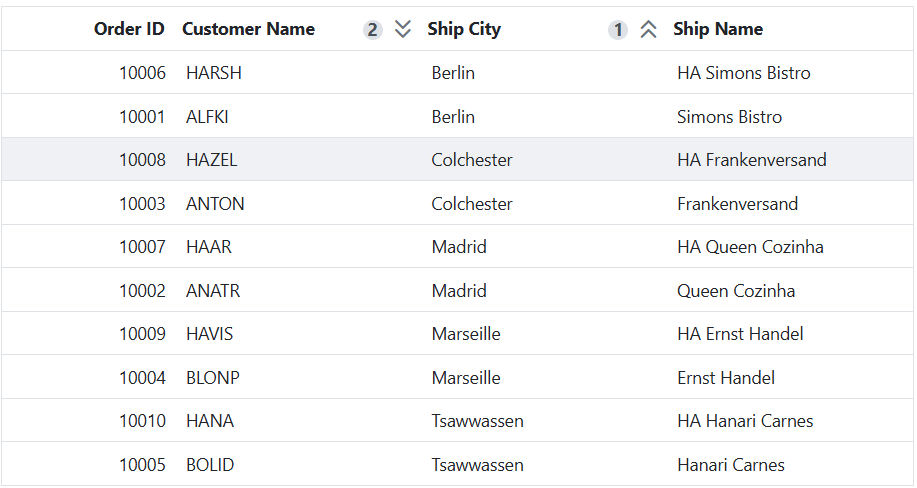 Order ID Customer Name 2 Ship City 1 Ship Name
10006 HARSH Berlin HA Simons Bistro
10001 ALFKI Berlin Simons Bistro
10008 HAZEL Colchester HA Frankenversand
10003 ANTON Colchester Frankenversand
10007 HAAR Madrid HA Queen Cozinha
10002 ANATR Madrid Queen Cozinha
10009 HAVIS Marseille HA Ernst Handel
10004 BLONP Marseille Ernst Handel
10010 HANA Tsawwassen HA Hanari Carnes
10005 BOLID Tsawwassen Hanari Carnes